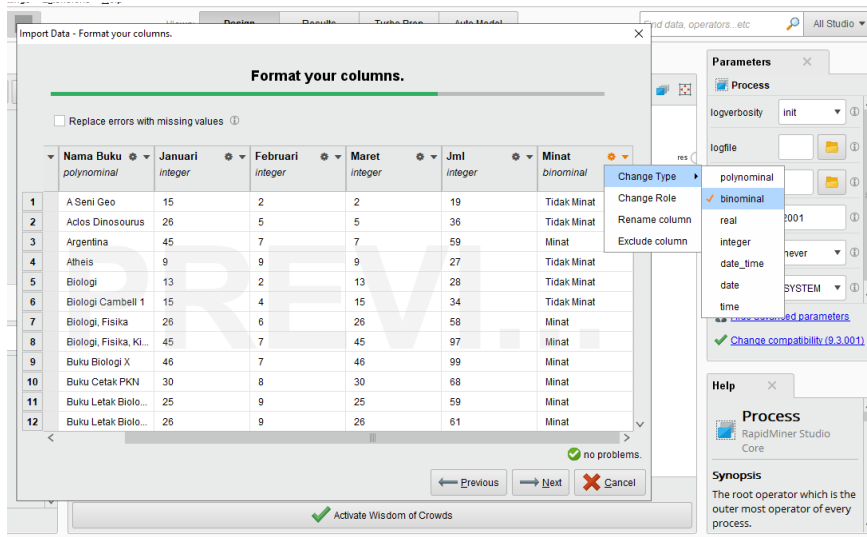 Views: Design Results Turbo Prep Auto Model
Find data, operators...etc All Studio
Import Data - Format your columns.
Format your columns.
Replace errors with missing values
Nama Buku Januari Februari Maret Jml Minat
polynominal integer integer integer integer binominal
1 A Seni Geo 15 2 2 19 Tidak Minat
2 Aclos Dinosourus 26 5 5 36 Tidak Minat
3 Argentina 45 7 7 59 Minat
4 Atheis 9 9 9 27 Tidak Minat
5 Biologi 13 2 13 28 Tidak Minat
6 Biologi Cambell 1 15 4 15 34 Tidak Minat
7 Biologi, Fisika 26 6 26 58 Minat
8 Biologi, Fisika, Ki... 45 7 45 97 Minat
9 Buku Biologi X 46 7 46 99 Minat
10 Buku Cetak PKN 30 8 30 68 Minat
11 Buku Letak Biolo... 25 9 25 59 Minat
12 Buku Letak Biolo... 26 9 26 61 Minat
PREVI...
no problems.
Previous Next Cancel
Activate Wisdom of Crowds
res
Change Type
Change Role
Rename column
Exclude column
polynominal
binominal
real
integer
date_time
date
time
Parameters
Process
logverbosity init
logfile
2001
never
SYSTEM
Hide advanced parameters
Change compatibility (9.3.001)
Help
Process
RapidMiner Studio
Core
Synopsis
The root operator which is the
outer most operator of every
process.